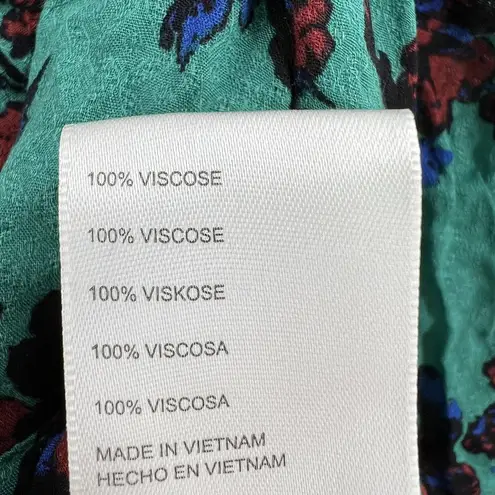 100% VISCOSE
100% VISCOSE
100% VISKOSE
100% VISCOSA
100% VISCOSA
MADE IN VIETNAM
HECHO EN VIETNAM